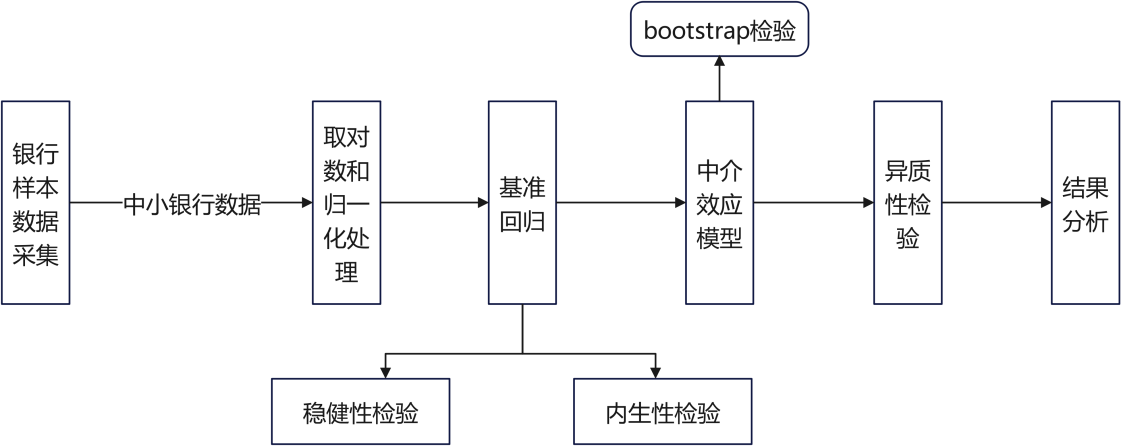 bootstrap检验
银行
样本
数据
采集
中小银行数据
取对
数和
归一
化处
理
基准
回归
中介
效应
模型
异质
性检
验
结果
分析
稳健性检验
内生性检验